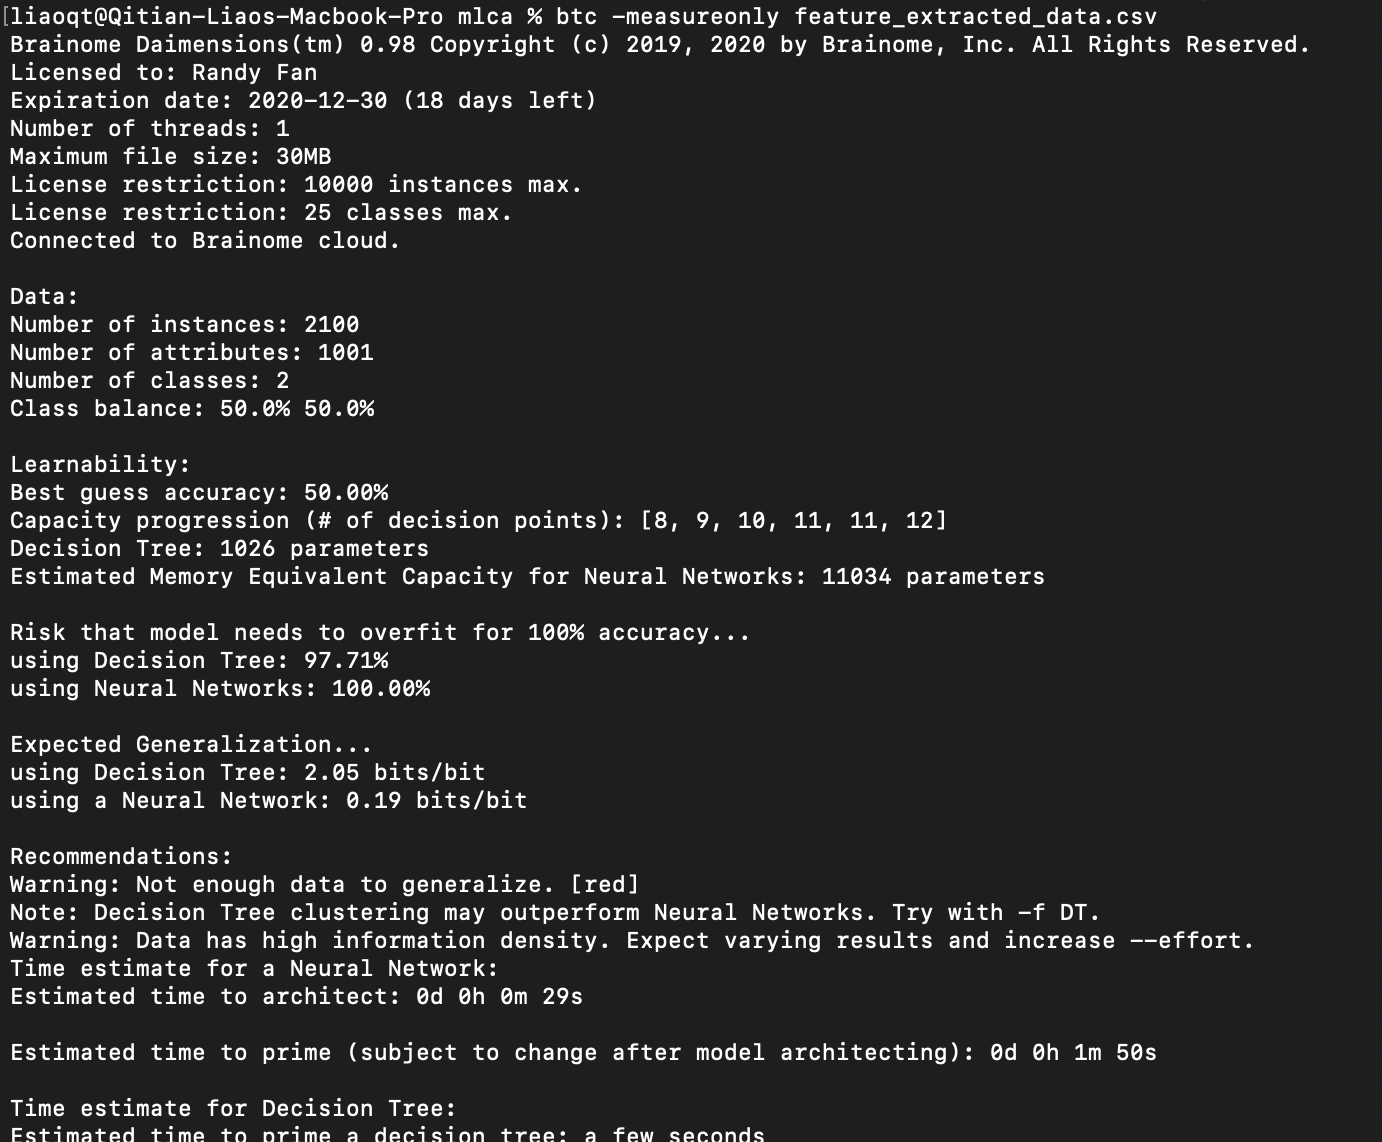 [liaoqt@Qitian-Liaos-Macbook-Pro mlca % btc -measureonly feature_extracted_data.csv
Brainome Daimensions(tm) 0.98 Copyright (c) 2019, 2020 by Brainome, Inc. All Rights Reserved.
Licensed to: Randy Fan
Expiration date: 2020-12-30 (18 days left)
Number of threads: 1
Maximum file size: 30MB
License restriction: 10000 instances max.
License restriction: 25 classes max.
Connected to Brainome cloud.
Data:
Number of instances: 2100
Number of attributes: 1001
Number of classes: 2
Class balance: 50.0% 50.0%
Learnability:
Best guess accuracy: 50.00%
Capacity progression (# of decision points): [8, 9, 10, 11, 11, 12]
Decision Tree: 1026 parameters
Estimated Memory Equivalent Capacity for Neural Networks: 11034 parameters
Risk that model needs to overfit for 100% accuracy...
using Decision Tree: 97.71%
using Neural Networks: 100.00%
Expected Generalization...
using Decision Tree: 2.05 bits/bit
using a Neural Network: 0.19 bits/bit
Recommendations:
Warning: Not enough data to generalize. [red]
Note: Decision Tree clustering may outperform Neural Networks. Try with -f DT.
Warning: Data has high information density. Expect varying results and increase --effort.
Time estimate for a Neural Network:
Estimated time to architect: 0d 0h 0m 29s
Estimated time to prime (subject to change after model architecting): 0d 0h 1m 50s
Time estimate for Decision Tree:
Estimated time to prime a decision tree: a few seconds